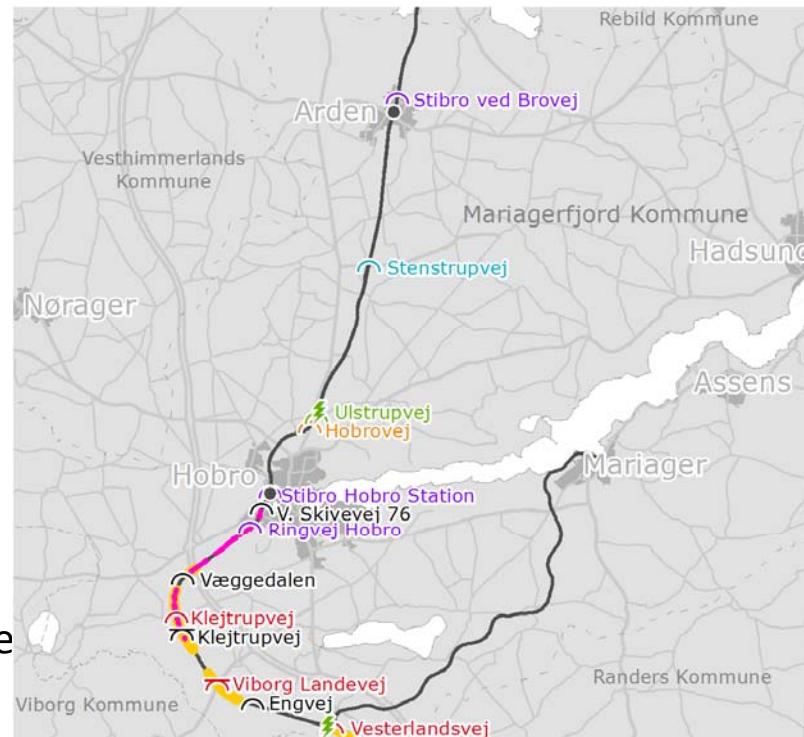 Rebild Kommune
Stibro ved Brovej
Arden
Vesthimmerlands
Kommune
Mariagerfjord Kommune
Hadsund
Stenstrupvej
Nørager
Assens
Ulstrupvej
Hobrovej
Hobro
Mariager
Stibro Hobro Station
V. Skivevej 76
Ringvej Hobro
Væggedalen
Klejtrupvej
Klejtrupvej
e
Viborg Landevej
Randers Kommune
Viborg Kommune
Engvej
Vesterlandsvej